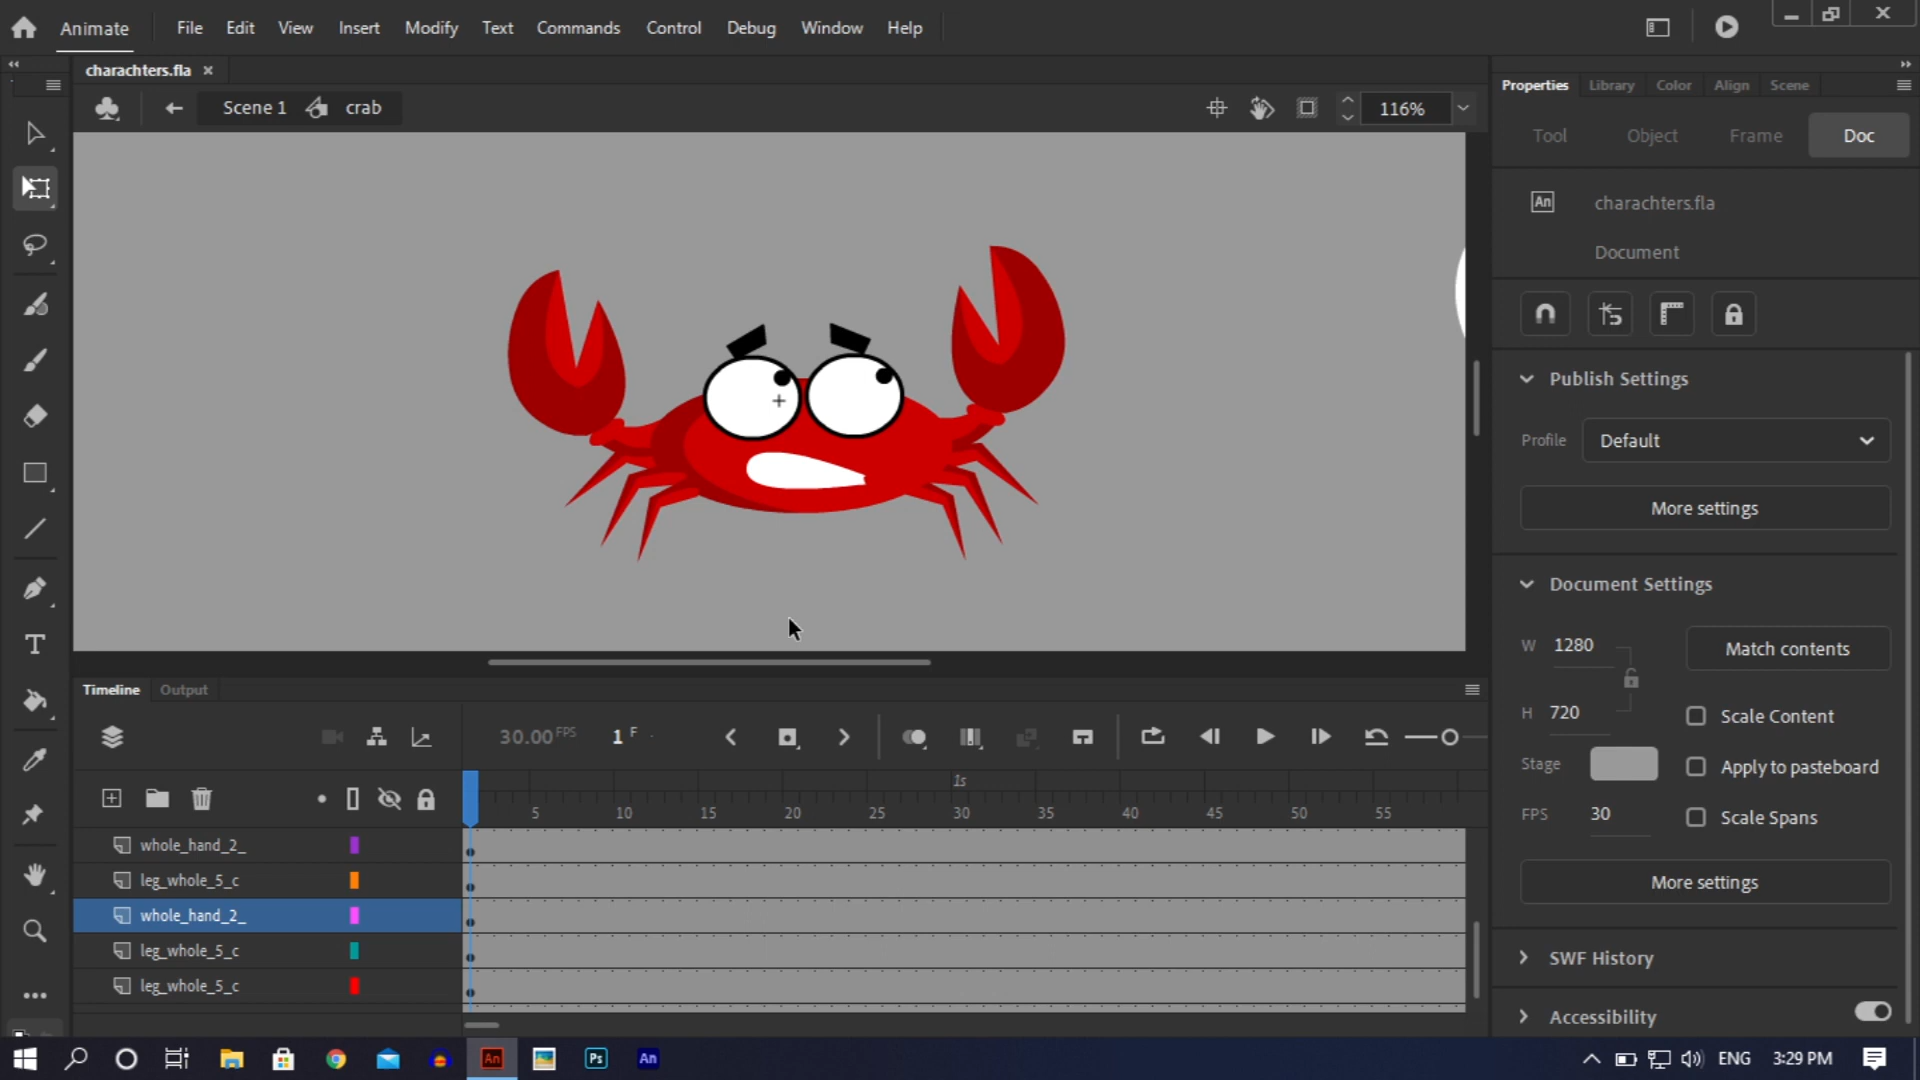 Animate File Edit View Insert Modify Text Commands Control Debug Window Help
charachters.fla
Scene 1 crab 116%
Properties Library Color Align Scene
Tool Object Frame Doc
An charachters.fla
Document
Publish Settings
Profile Default
More settings
Document Settings
W 1280 Match contents
H 720 Scale Content
Stage Apply to pasteboard
FPS 30 Scale Spans
More settings
SWF History
Accessibility
Timeline Output
30.00 FPS 1 F
1s
5 10 15 20 25 30 35 40 45 50 55
whole_hand_2_
leg_whole_5_c
whole_hand_2_
leg_whole_5_c
leg_whole_5_c
An Ps An ENG 3:29 PM